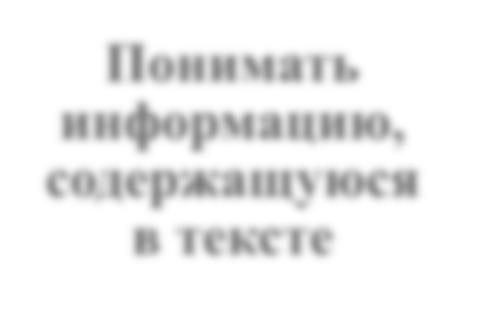 Понимать
информацию,
содержащуюся
в тексте